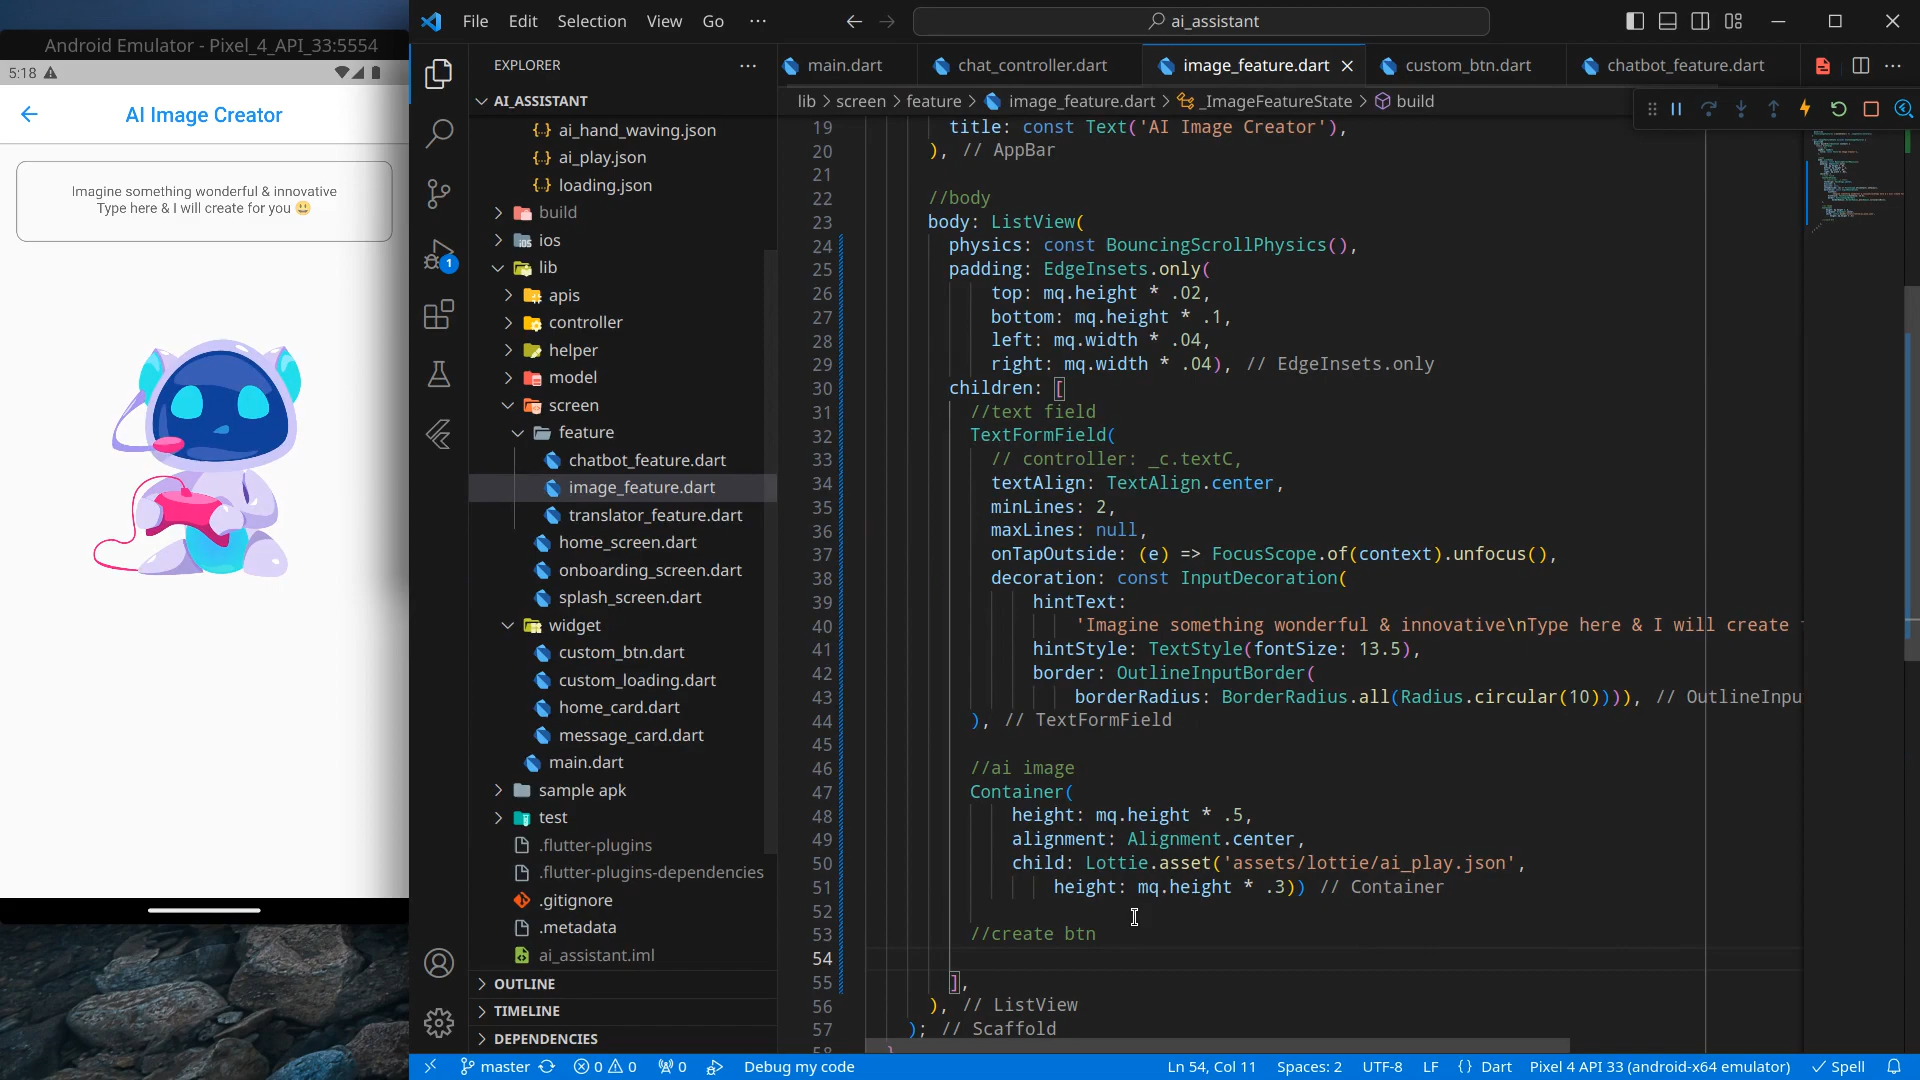 Android Emulator - Pixel_4_API_33:5554
5:18
AI Image Creator
Imagine something wonderful & innovative
Type here & I will create for you 😃
File Edit Selection View Go ···
ai_assistant
EXPLORER
AI_ASSISTANT
ai_hand_waving.json
ai_play.json
loading.json
build
ios
lib
apis
controller
helper
model
screen
feature
chatbot_feature.dart
image_feature.dart
translator_feature.dart
home_screen.dart
onboarding_screen.dart
splash_screen.dart
widget
custom_btn.dart
custom_loading.dart
home_card.dart
message_card.dart
main.dart
sample apk
test
.flutter-plugins
.flutter-plugins-dependencies
.gitignore
.metadata
ai_assistant.iml
OUTLINE
TIMELINE
DEPENDENCIES
1
main.dart chat_controller.dart image_feature.dart custom_btn.dart chatbot_feature.dart
lib > screen > feature > image_feature.dart > _ImageFeatureState > build
19 title: const Text('AI Image Creator'),
20 ), // AppBar
21
22 //body
23 body: ListView(
24 physics: const BouncingScrollPhysics(),
25 padding: EdgeInsets.only(
26 top: mq.height * .02,
27 bottom: mq.height * .1,
28 left: mq.width * .04,
29 right: mq.width * .04), // EdgeInsets.only
30 children: [
31 //text field
32 TextFormField(
33 // controller: _c.textC,
34 textAlign: TextAlign.center,
35 minLines: 2,
36 maxLines: null,
37 onTapOutside: (e) => FocusScope.of(context).unfocus(),
38 decoration: const InputDecoration(
39 hintText:
40 'Imagine something wonderful & innovative\nType here & I will create
41 hintStyle: TextStyle(fontSize: 13.5),
42 border: OutlineInputBorder(
43 borderRadius: BorderRadius.all(Radius.circular(10)))), // OutlineInpu
44 ), // TextFormField
45
46 //ai image
47 Container(
48 height: mq.height * .5,
49 alignment: Alignment.center,
50 child: Lottie.asset('assets/lottie/ai_play.json',
51 height: mq.height * .3)) // Container
52
53 //create btn
54
55 ],
56 ), // ListView
57 ); // Scaffold
master 0 0 0 Debug my code Ln 54, Col 11 Spaces: 2 UTF-8 LF {} Dart Pixel 4 API 33 (android-x64 emulator) Spell